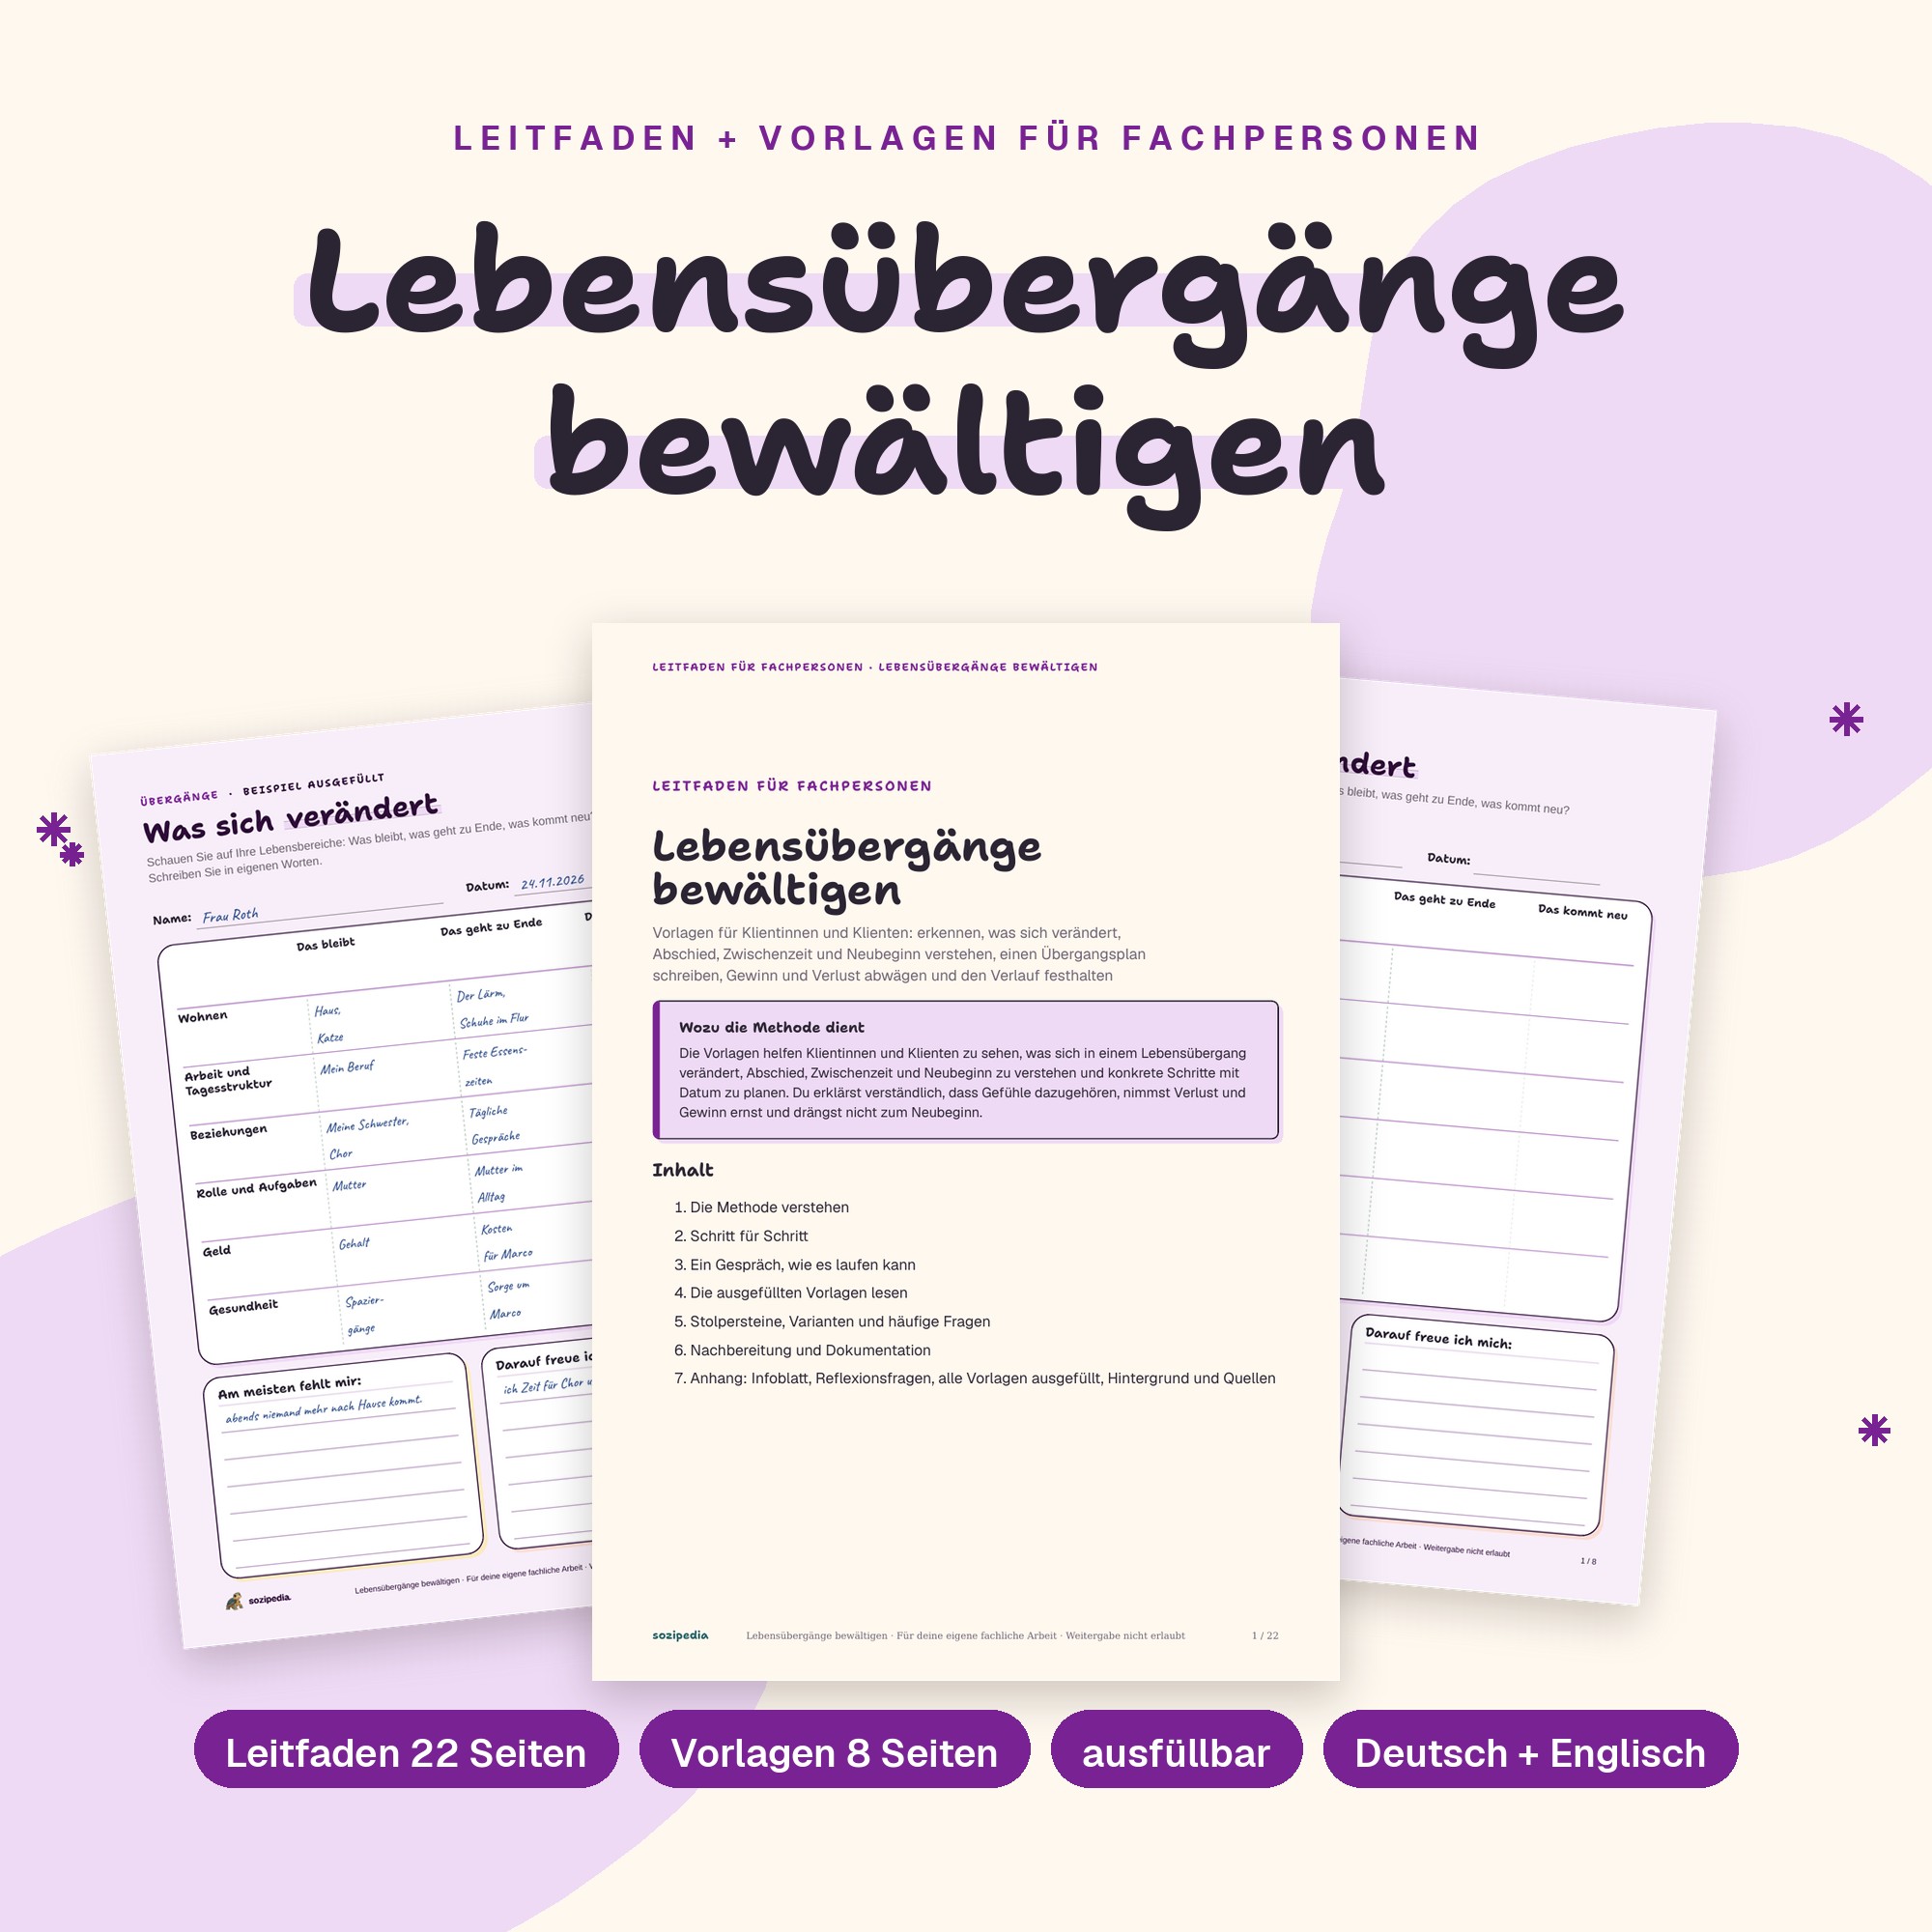 LEITFADEN + VORLAGEN FÜR FACHPERSONEN
Lebensübergänge
bewältigen
ÜBERGÄNGE · BEISPIEL AUSGEFÜLLT
Was sich verändert
Schauen Sie auf Ihre Lebensbereiche: Was bleibt, was geht zu Ende, was kommt neu?
Schreiben Sie in eigenen Worten.
Name: Frau Roth
Datum: 24.11.2026
Das bleibt
Das geht zu Ende
Wohnen
Haus,
Katze
Der Lärm,
Schuhe im Flur
Arbeit und
Tagesstruktur
Mein Beruf
Feste Essens-
zeiten
Beziehungen
Meine Schwester,
Chor
Tägliche
Gespräche
Rolle und Aufgaben
Mutter
Mutter im
Alltag
Geld
Gehalt
Kosten
für Marco
Gesundheit
Spazier-
gänge
Sorge um
Marco
Am meisten fehlt mir:
abends niemand mehr nach Hause kommt.
Darauf freue
ich Zeit für Chor
sozipedia.
Lebensübergänge bewältigen · Für deine eigene fachliche Arbeit ·
LEITFADEN FÜR FACHPERSONEN · LEBENSÜBERGÄNGE BEWÄLTIGEN
LEITFADEN FÜR FACHPERSONEN
Lebensübergänge
bewältigen
Vorlagen für Klientinnen und Klienten: erkennen, was sich verändert,
Abschied, Zwischenzeit und Neubeginn verstehen, einen Übergangsplan
schreiben, Gewinn und Verlust abwägen und den Verlauf festhalten
Wozu die Methode dient
Die Vorlagen helfen Klientinnen und Klienten zu sehen, was sich in einem Lebensübergang
verändert, Abschied, Zwischenzeit und Neubeginn zu verstehen und konkrete Schritte mit
Datum zu planen. Du erklärst verständlich, dass Gefühle dazugehören, nimmst Verlust und
Gewinn ernst und drängst nicht zum Neubeginn.
Inhalt
1. Die Methode verstehen
2. Schritt für Schritt
3. Ein Gespräch, wie es laufen kann
4. Die ausgefüllten Vorlagen lesen
5. Stolpersteine, Varianten und häufige Fragen
6. Nachbereitung und Dokumentation
7. Anhang: Infoblatt, Reflexionsfragen, alle Vorlagen ausgefüllt, Hintergrund und Quellen
sozipedia
Lebensübergänge bewältigen · Für deine eigene fachliche Arbeit · Weitergabe nicht erlaubt
1 / 22
ndert
bleibt, was geht zu Ende, was kommt neu?
Datum:
Das geht zu Ende
Das kommt neu
Darauf freue ich mich:
eigene fachliche Arbeit · Weitergabe nicht erlaubt
1 / 8
Leitfaden 22 Seiten
Vorlagen 8 Seiten
ausfüllbar
Deutsch + Englisch